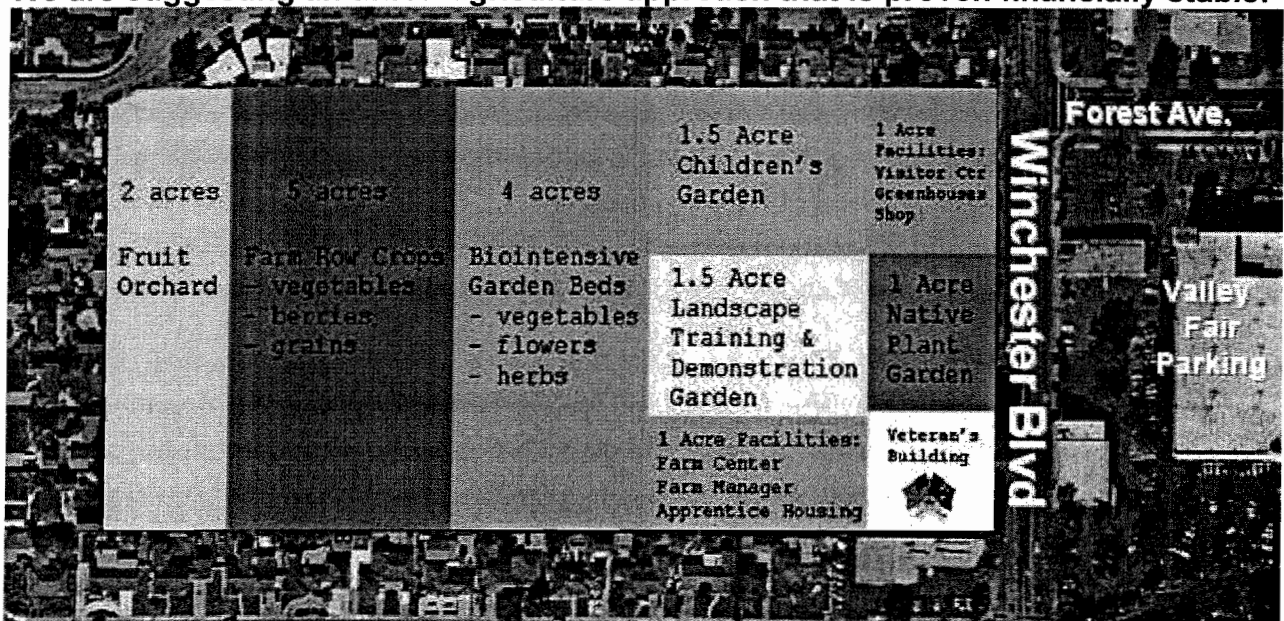 2 acres
Fruit
Orchard
5 acres
Farm Row Crops
- vegetables
- berries
- grains
4 acres
Biointensive
Garden Beds
- vegetables
- flowers
- herbs
1.5 Acre
Children's
Garden
1.5 Acre
Landscape
Training &
Demonstration
Garden
1 Acre Facilities:
Farm Center
Farm Manager
Apprentice Housing
1 Acre
Facilities:
Visitor Ctr
Greenhouses
Shop
1 Acre
Native
Plant
Garden
Veteran's
Building
Winchester Blvd
Forest Ave.
Valley
Fair
Parking